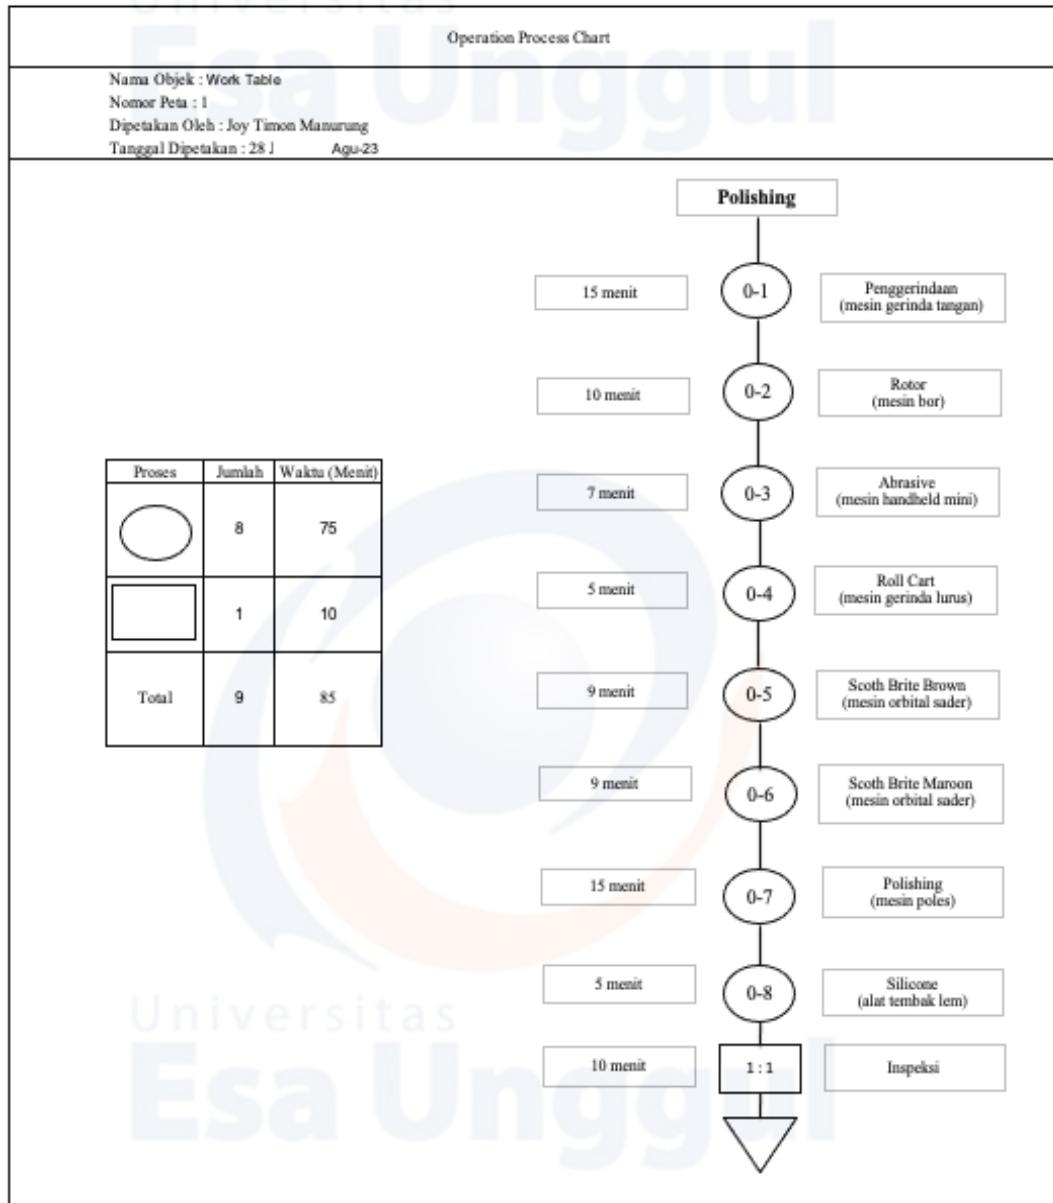 Universitas
Esa Unggul
Operation Process Chart
Nama Objek : Work Table
Nomor Peta : 1
Dipetakan Oleh : Joy Timon Manurung
Tanggal Dipetakan : 28 J Agu-23
Polishing
15 menit 0-1 Penggerindaan
(mesin gerinda tangan)
10 menit 0-2 Rotor
(mesin bor)
Proses Jumlah Waktu (Menit)
8 75
1 10
Total 9 85
7 menit 0-3 Abrasive
(mesin handheld mini)
5 menit 0-4 Roll Cart
(mesin gerinda lurus)
9 menit 0-5 Scoth Brite Brown
(mesin orbital sader)
9 menit 0-6 Scoth Brite Maroon
(mesin orbital sader)
15 menit 0-7 Polishing
(mesin poles)
5 menit 0-8 Silicone
(alat tembak lem)
10 menit 1 : 1 Inspeksi
Universitas
Esa Unggul